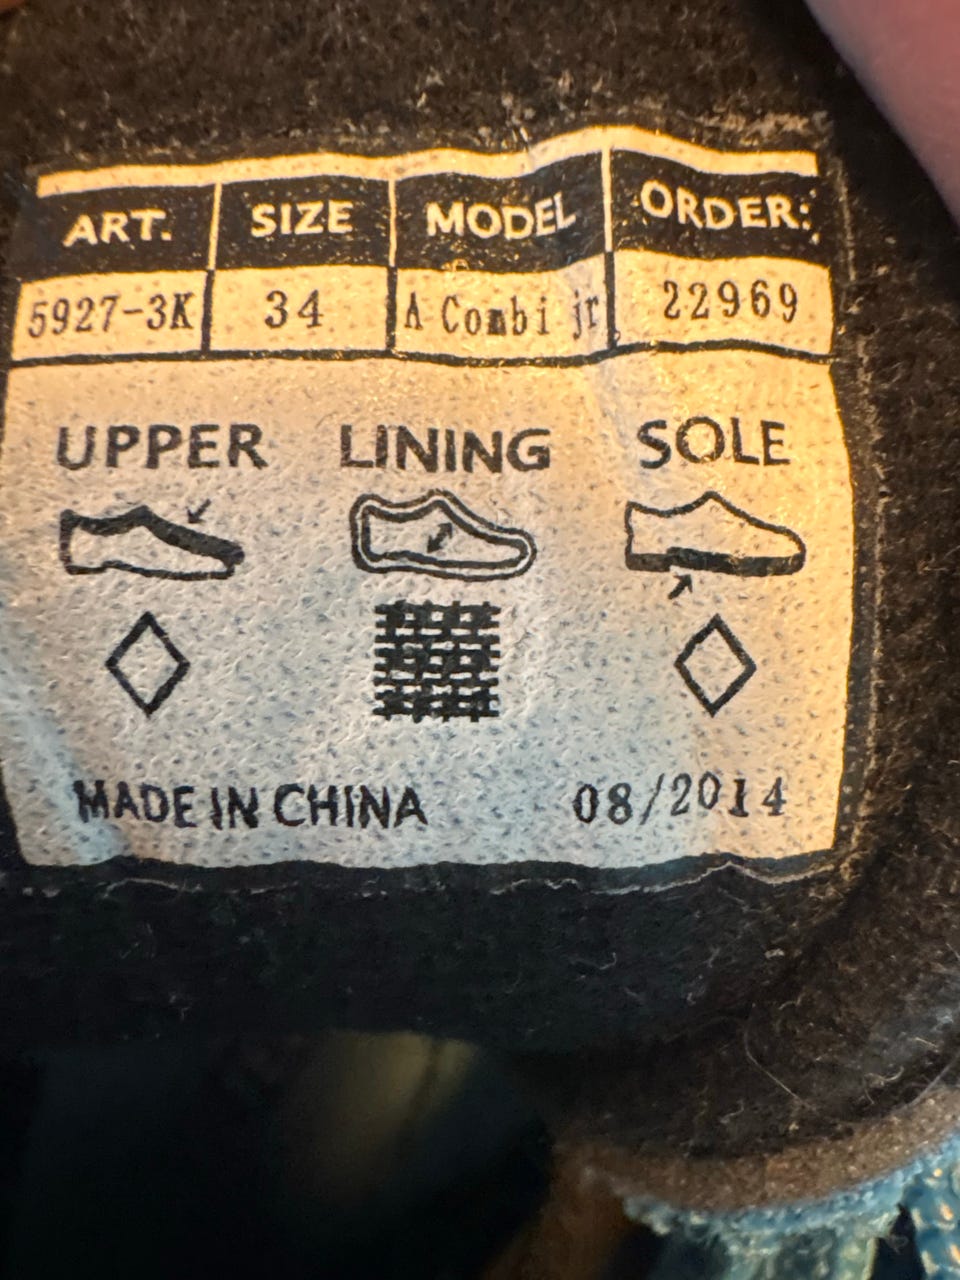 ART. SIZE MODEL ORDER:
5927-3K 34 A Combi jr 22969
UPPER LINING SOLE
MADE IN CHINA 08/2014